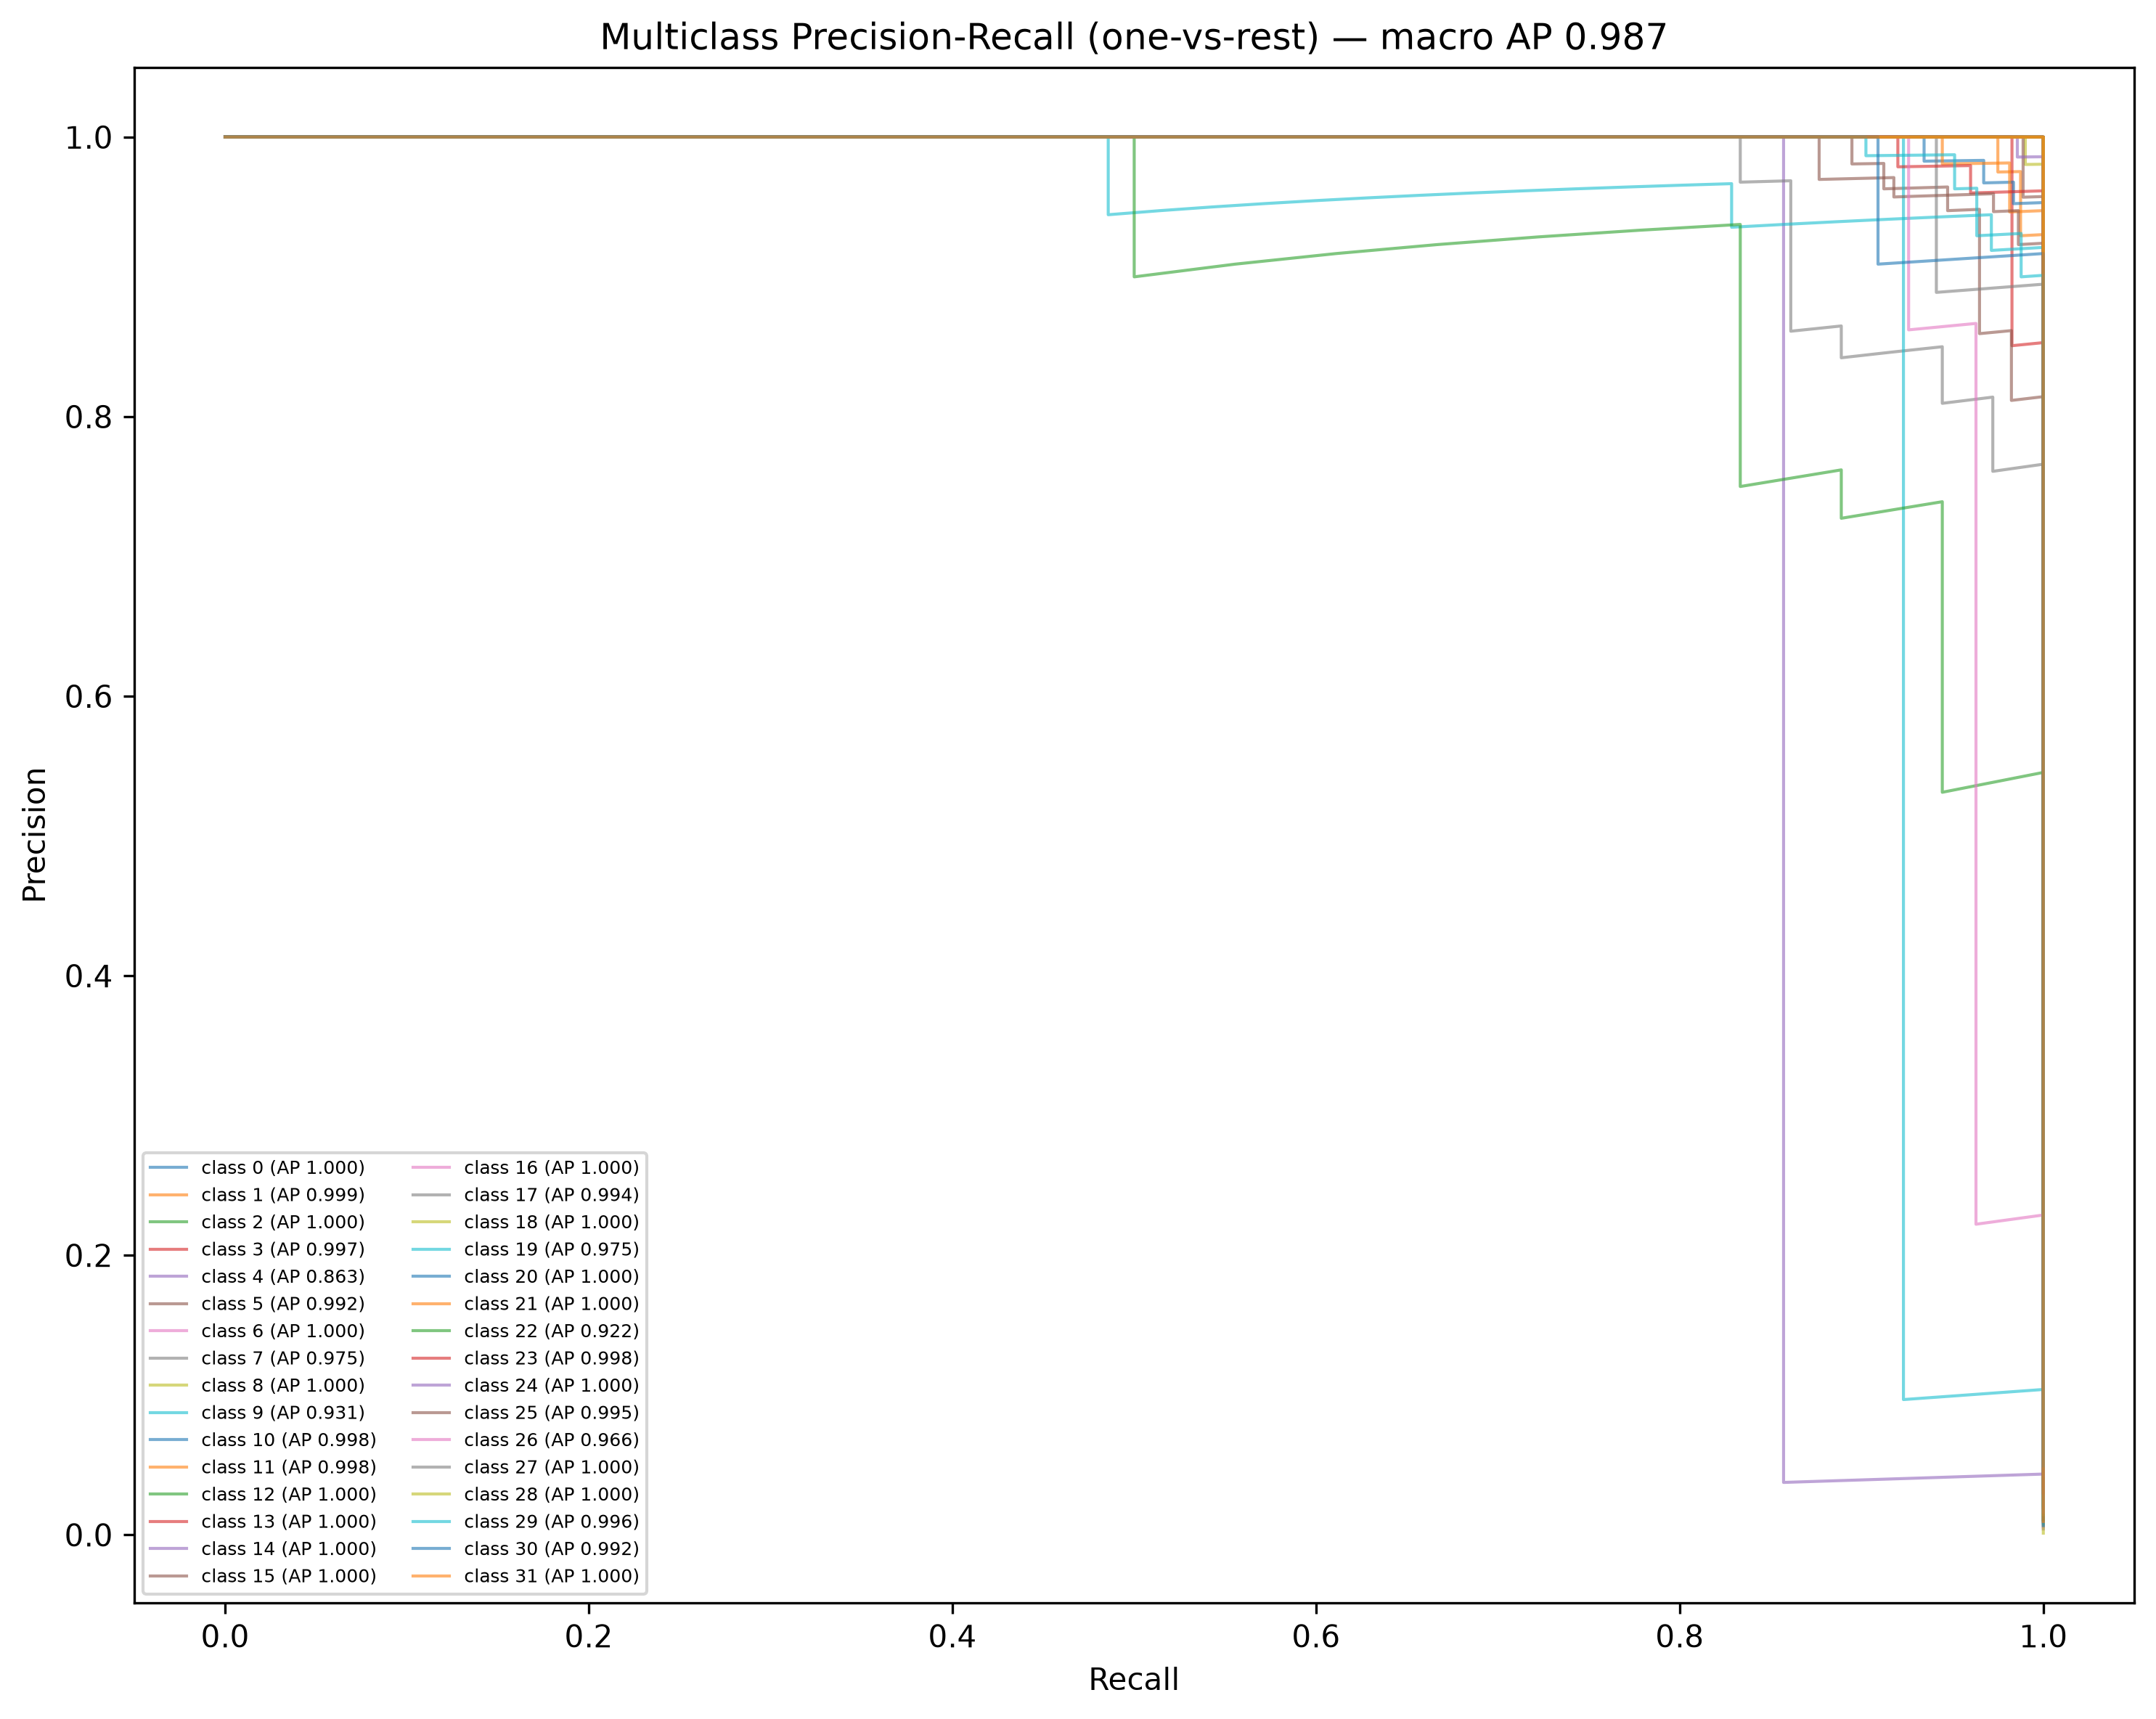 Multiclass Precision-Recall (one-vs-rest) — macro AP 0.987
1.0
0.8
0.6
0.4
0.2
0.0
Precision
class 0 (AP 1.000)
class 1 (AP 0.999)
class 2 (AP 1.000)
class 3 (AP 0.997)
class 4 (AP 0.863)
class 5 (AP 0.992)
class 6 (AP 1.000)
class 7 (AP 0.975)
class 8 (AP 1.000)
class 9 (AP 0.931)
class 10 (AP 0.998)
class 11 (AP 0.998)
class 12 (AP 1.000)
class 13 (AP 1.000)
class 14 (AP 1.000)
class 15 (AP 1.000)
class 16 (AP 1.000)
class 17 (AP 0.994)
class 18 (AP 1.000)
class 19 (AP 0.975)
class 20 (AP 1.000)
class 21 (AP 1.000)
class 22 (AP 0.922)
class 23 (AP 0.998)
class 24 (AP 1.000)
class 25 (AP 0.995)
class 26 (AP 0.966)
class 27 (AP 1.000)
class 28 (AP 1.000)
class 29 (AP 0.996)
class 30 (AP 0.992)
class 31 (AP 1.000)
0.0 0.2 0.4 0.6 0.8 1.0
Recall